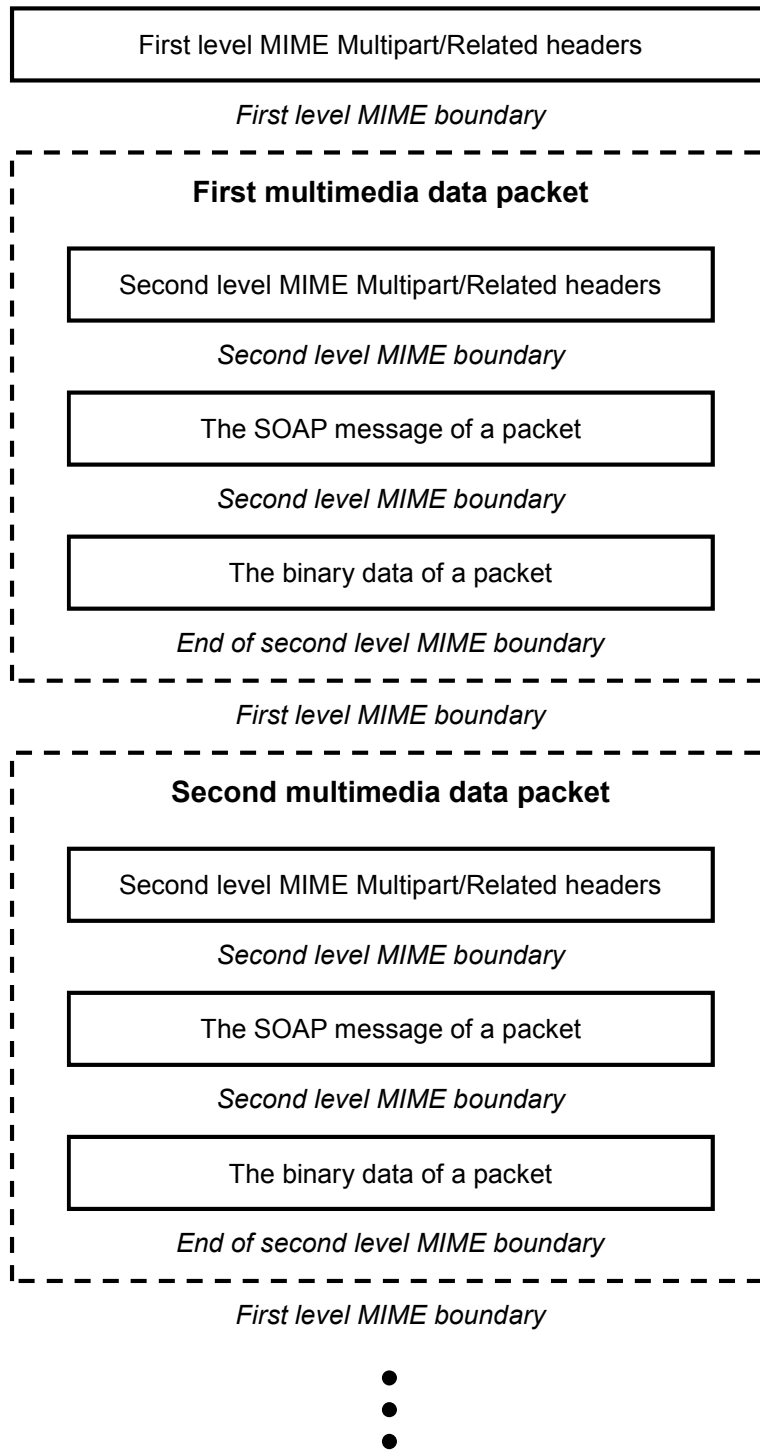 First level MIME Multipart/Related headers
First level MIME boundary
First multimedia data packet
Second level MIME Multipart/Related headers
Second level MIME boundary
The SOAP message of a packet
Second level MIME boundary
The binary data of a packet
End of second level MIME boundary
First level MIME boundary
Second multimedia data packet
Second level MIME Multipart/Related headers
Second level MIME boundary
The SOAP message of a packet
Second level MIME boundary
The binary data of a packet
End of second level MIME boundary
First level MIME boundary